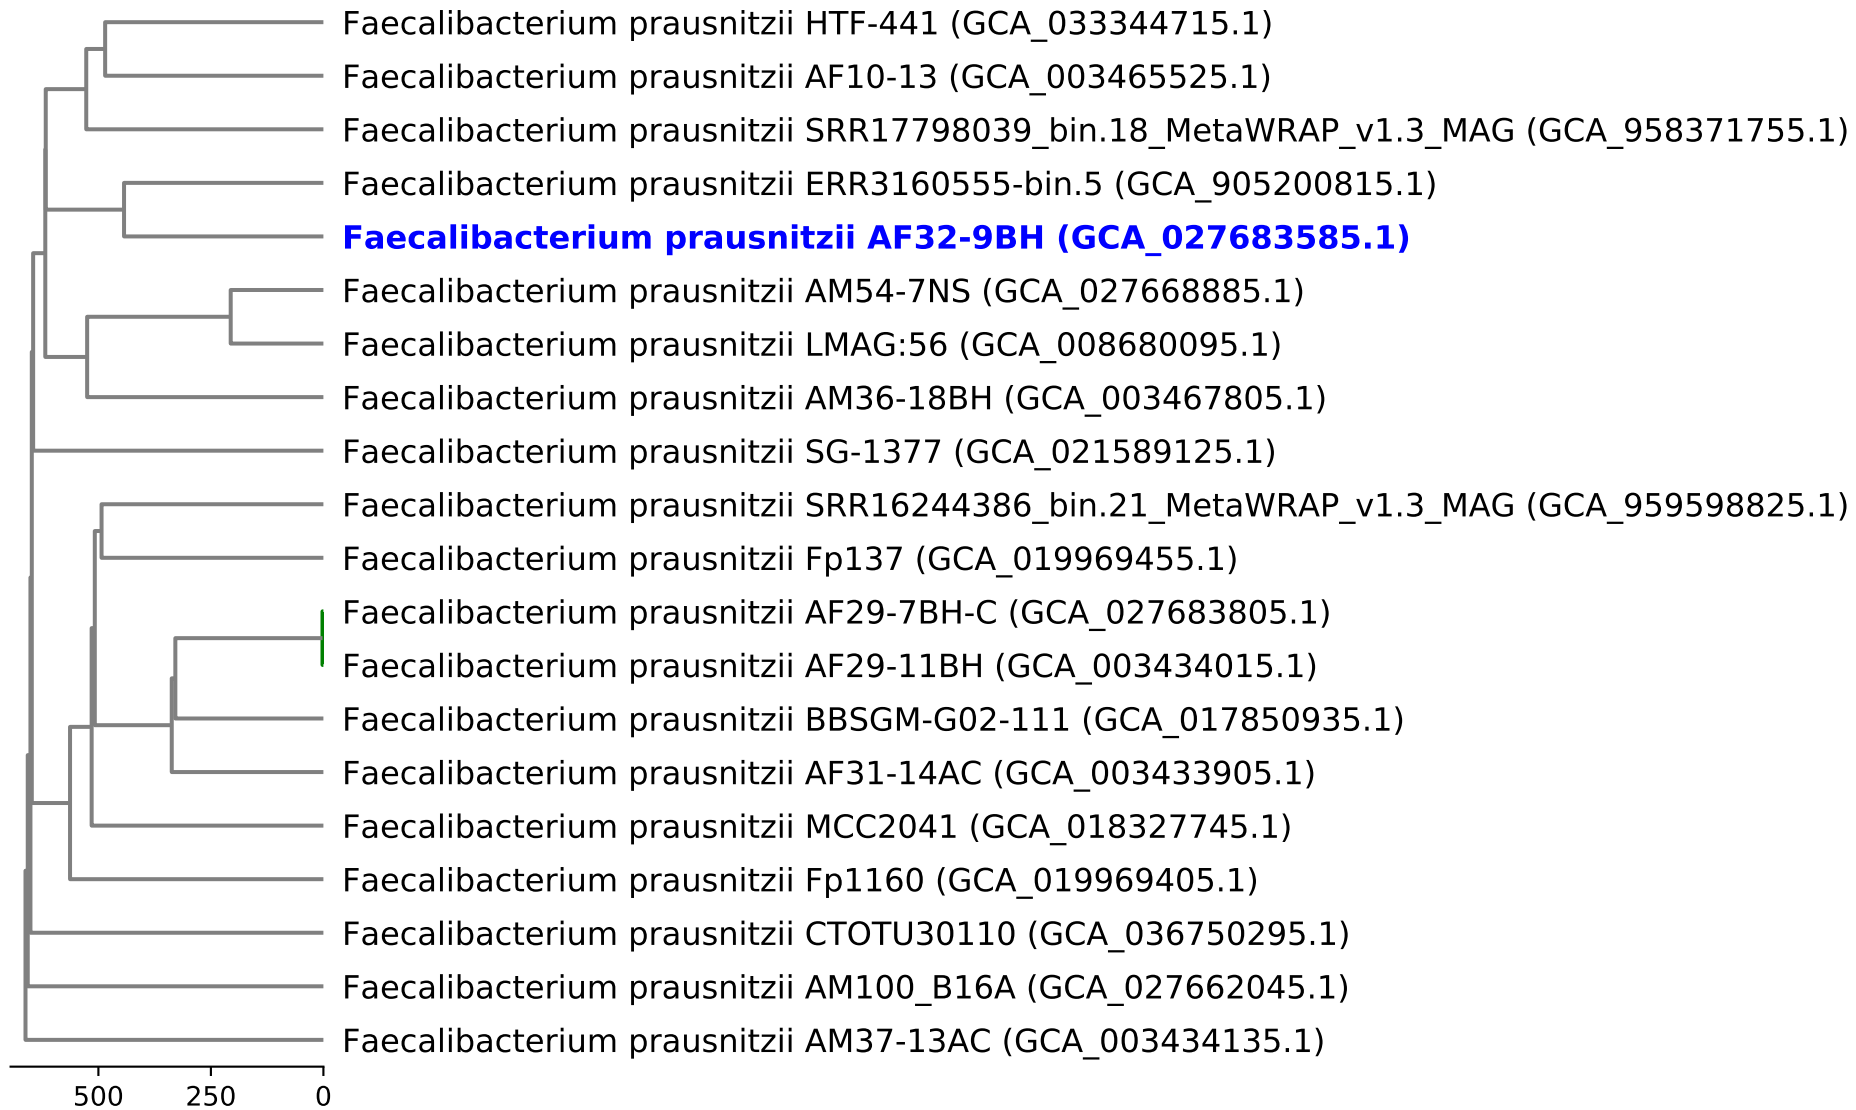 Faecalibacterium prausnitzii HTF-441 (GCA_033344715.1)
Faecalibacterium prausnitzii AF10-13 (GCA_003465525.1)
Faecalibacterium prausnitzii SRR17798039_bin.18_MetaWRAP_v1.3_MAG (GCA_958371755.1)
Faecalibacterium prausnitzii ERR3160555-bin.5 (GCA_905200815.1)
Faecalibacterium prausnitzii AF32-9BH (GCA_027683585.1)
Faecalibacterium prausnitzii AM54-7NS (GCA_027668885.1)
Faecalibacterium prausnitzii LMAG:56 (GCA_008680095.1)
Faecalibacterium prausnitzii AM36-18BH (GCA_003467805.1)
Faecalibacterium prausnitzii SG-1377 (GCA_021589125.1)
Faecalibacterium prausnitzii SRR16244386_bin.21_MetaWRAP_v1.3_MAG (GCA_959598825.1)
Faecalibacterium prausnitzii Fp137 (GCA_019969455.1)
Faecalibacterium prausnitzii AF29-7BH-C (GCA_027683805.1)
Faecalibacterium prausnitzii AF29-11BH (GCA_003434015.1)
Faecalibacterium prausnitzii BBSGM-G02-111 (GCA_017850935.1)
Faecalibacterium prausnitzii AF31-14AC (GCA_003433905.1)
Faecalibacterium prausnitzii MCC2041 (GCA_018327745.1)
Faecalibacterium prausnitzii Fp1160 (GCA_019969405.1)
Faecalibacterium prausnitzii CTOTU30110 (GCA_036750295.1)
Faecalibacterium prausnitzii AM100_B16A (GCA_027662045.1)
Faecalibacterium prausnitzii AM37-13AC (GCA_003434135.1)
500 250 0